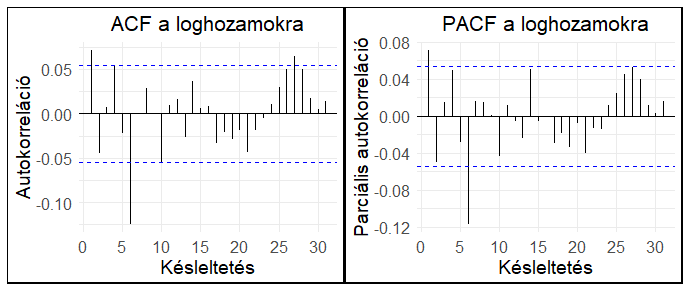 ACF a loghozamokra
Autokorreláció
0.05
0.00
-0.05
-0.10
0 5 10 15 20 25 30
Késleltetés
PACF a loghozamokra
Parciális autokorreláció
0.08
0.04
0.00
-0.04
-0.08
-0.12
0 5 10 15 20 25 30
Késleltetés